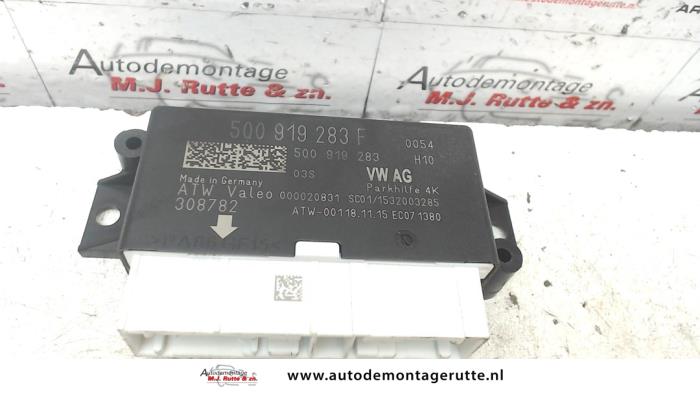 Autodemontage
M.J. Rutte & zn.
Autodemontage
M.J. Rutte & zn.
5Q0 919 283 F
0054
5Q0 919 283
H10
03S
VW AG
Made in Germany
Parkhilfe 4K
ATW Valeo 000020831 SC01/1532003285
308782
ATW-00118.11.15 EC071380
Autodemontage
M.J. Rutte & zn.
www.autodemontagerutte.nl